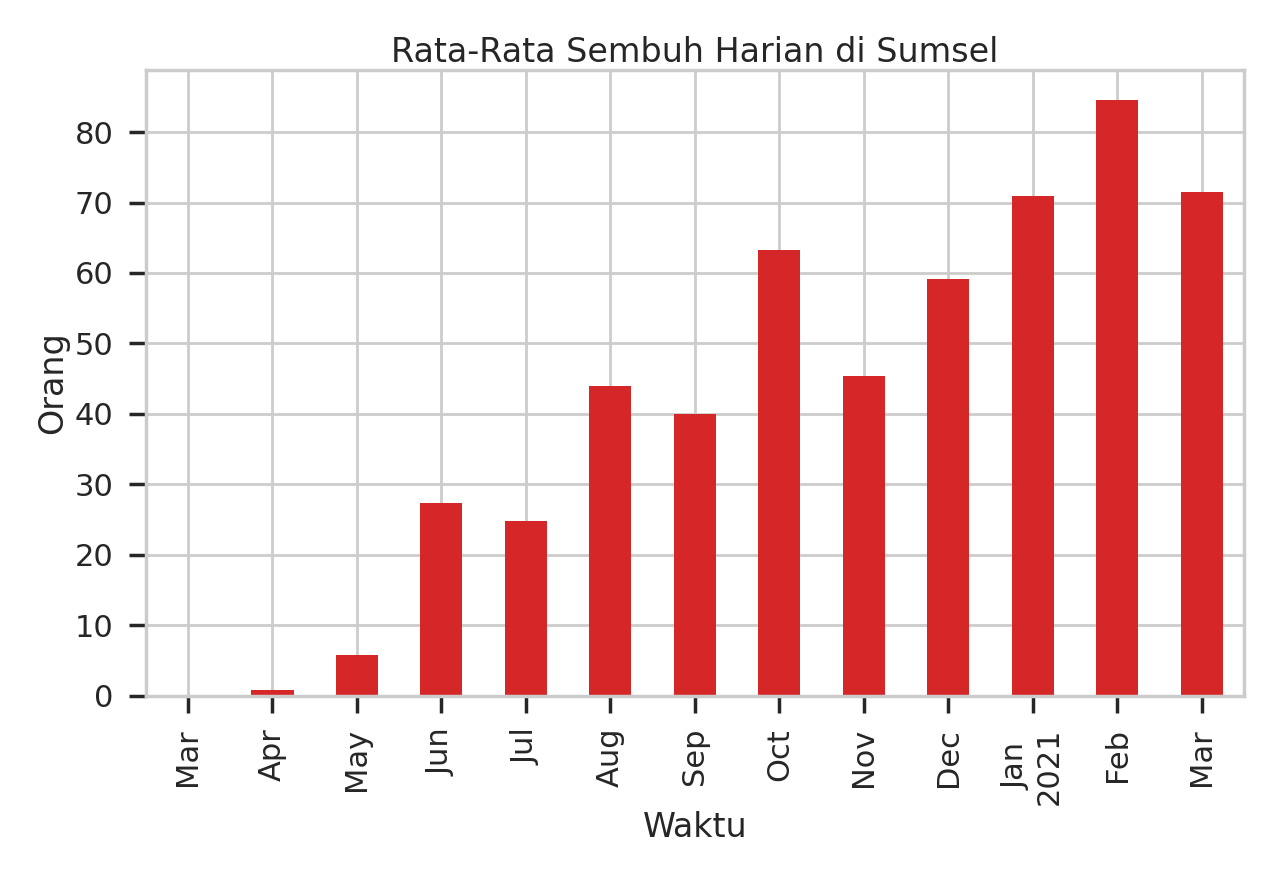 Rata-Rata Sembuh Harian di Sumsel
80
70
60
50
40
30
20
10
0
Orang
Mar
Apr
May
Jun
Jul
Aug
Sep
Oct
Nov
Dec
Jan
2021
Feb
Mar
Waktu